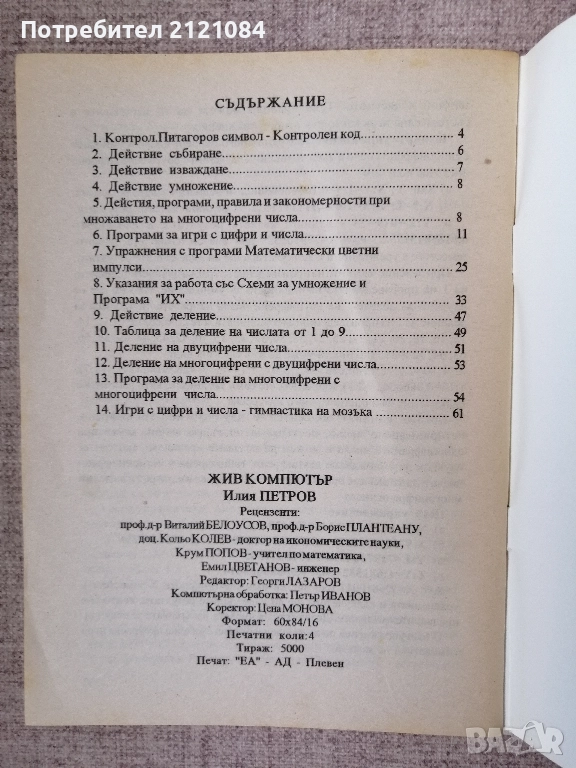 Потребител 2121084
СЪДЪРЖАНИЕ
1. Контрол.Питагоров символ - Контролен код 4
2. Действие събиране 6
3. Действие изваждане 7
4. Действие умножение 8
5. Дейстия, програми, правила и закономерности при
множаването на многоцифрени числа 8
6. Програми за игри с цифри и числа 11
7. Упражнения с програми Математически цветни
импулси 25
8. Указания за работа със Схеми за умножение и
Програма "ИХ" 33
9. Действие деление 47
10. Таблица за деление на числата от 1 до 9 49
11. Деление на двуцифрени числа 51
12. Деление на многоцифрени с двуцифрени числа 53
13. Програма за деление на многоцифрени с
многоцифрени числа 54
14. Игри с цифри и числа - гимнастика на мозъка 61
ЖИВ КОМПЮТЪР
Илия ПЕТРОВ
Рецензенти:
проф.д-р Виталий БЕЛОУСОВ, проф.д-р Борис ПЛАНТЕАНУ,
доц. Кольо КОЛЕВ - доктор на икономическите науки,
Крум ПОПОВ - учител по математика,
Емил ЦВЕТАНОВ - инженер
Редактор: Георги ЛАЗАРОВ
Компютърна обработка: Петър ИВАНОВ
Коректор: Цена МОНОВА
Формат: 60x84/16
Печатни коли: 4
Тираж: 5000
Печат: "ЕА" - АД - Плевен
BAZAR